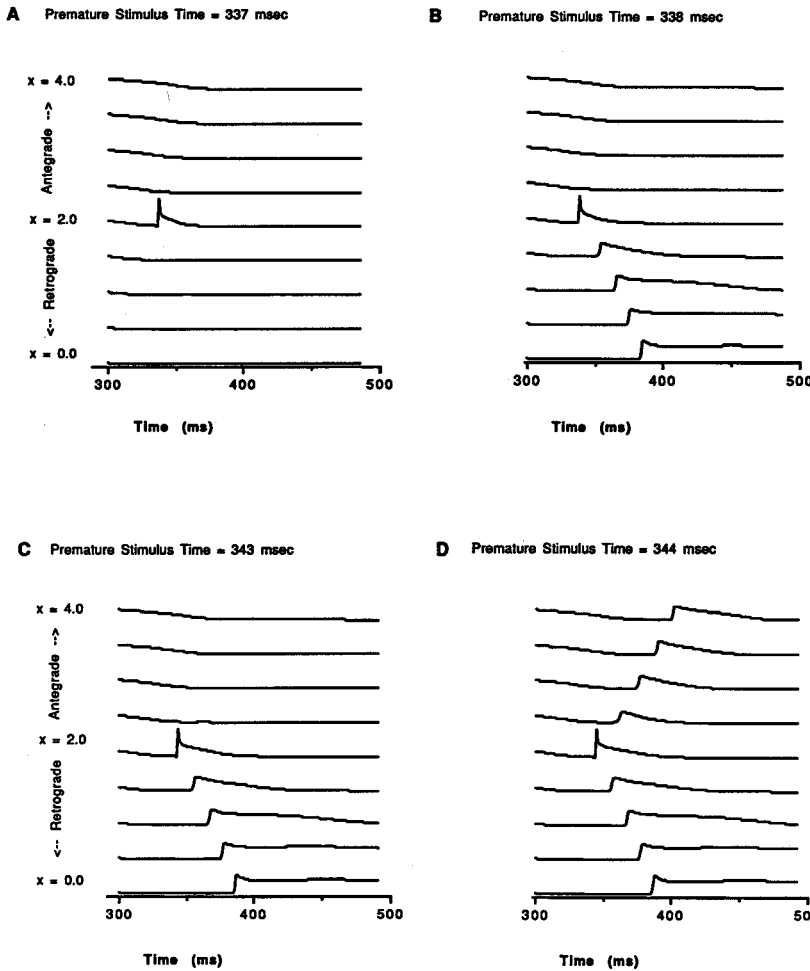 A Premature Stimulus Time = 337 msec
x = 4.0
Antegrade -->
x = 2.0
<-- Retrograde
x = 0.0
300 400 500
Time (ms)
B Premature Stimulus Time = 338 msec
300 400 500
Time (ms)
C Premature Stimulus Time = 343 msec
x = 4.0
Antegrade -->
x = 2.0
<-- Retrograde
x = 0.0
300 400 500
Time (ms)
D Premature Stimulus Time = 344 msec
300 400 50
Time (ms)